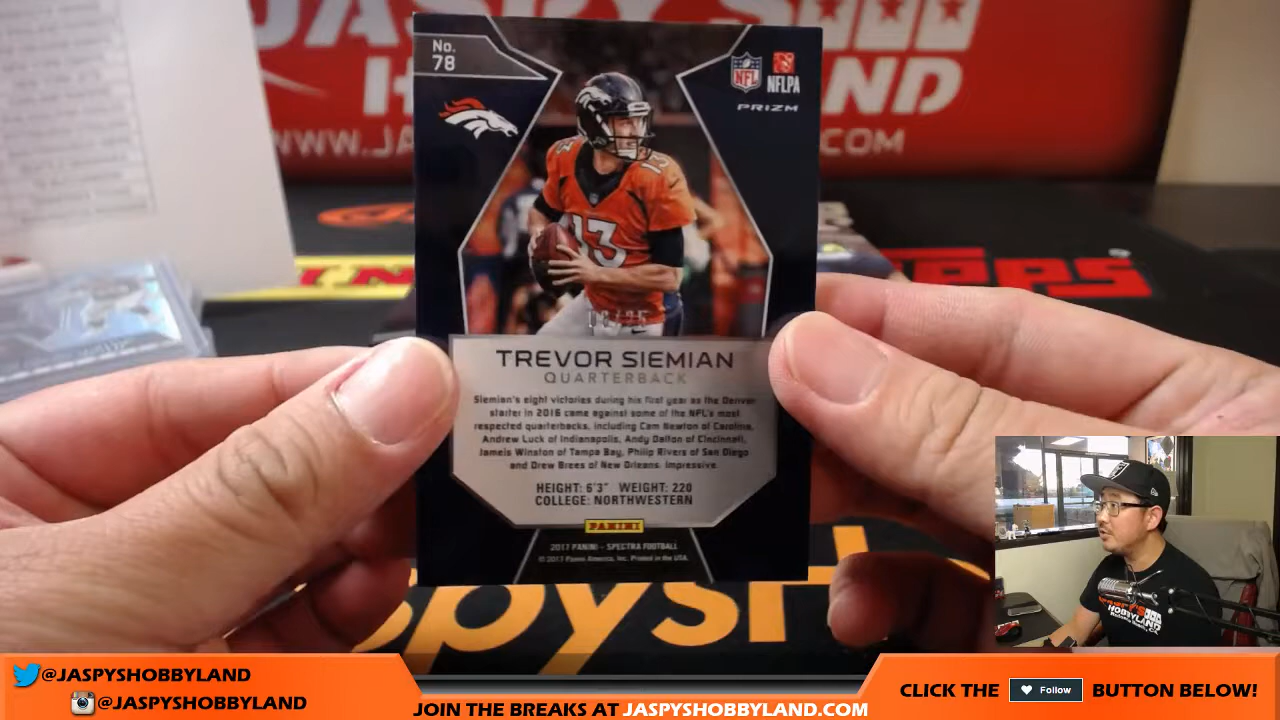 No.
78
NFL
NFLPA
PRIZM
13
13
TREVOR SIEMIAN
QUARTERBACK
Siemian's eight victories during his first year as the Denver
starter in 2016 came against some of the NFL's most
respected quarterbacks, including Cam Newton of Carolina,
Andrew Luck of Indianapolis, Andy Dalton of Cincinnati,
Jameis Winston of Tampa Bay, Philip Rivers of San Diego
and Drew Brees of New Orleans. Impressive.
HEIGHT: 6'3" WEIGHT: 220
COLLEGE: NORTHWESTERN
PANINI
2017 PANINI - SPECTRA FOOTBALL
© 2017 Panini America, Inc. Printed in the USA.
HOBBYLAND
@JASPYSHOBBYLAND
@JASPYSHOBBYLAND
JOIN THE BREAKS AT JASPYSHOBBYLAND.COM
CLICK THE Follow BUTTON BELOW!